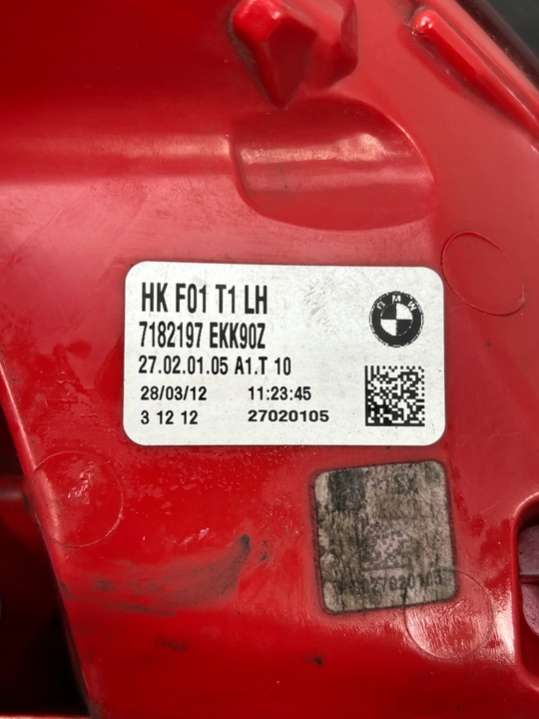 HK F01 T1 LH
7182197 EKK90Z
27.02.01.05 A1.T 10
28/03/12 11:23:45
3 12 12 27020105
BMW